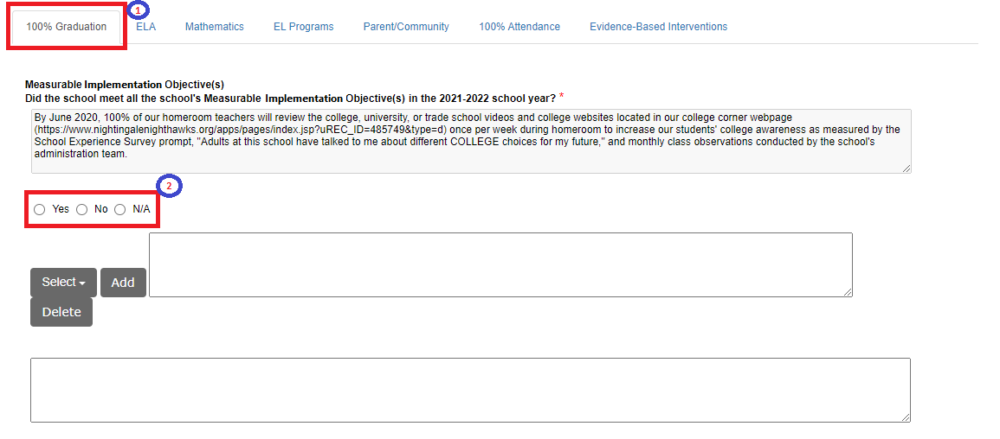 1
100% Graduation ELA Mathematics EL Programs Parent/Community 100% Attendance Evidence-Based Interventions
Measurable Implementation Objective(s)
Did the school meet all the school's Measurable Implementation Objective(s) in the 2021-2022 school year? *
By June 2020, 100% of our homeroom teachers will review the college, university, or trade school videos and college websites located in our college corner webpage
(https://www.nightingalenighthawks.org/apps/pages/index.jsp?uREC_ID=485749&type=d) once per week during homeroom to increase our students' college awareness as measured by the
School Experience Survey prompt, "Adults at this school have talked to me about different COLLEGE choices for my future," and monthly class observations conducted by the school's
administration team.
2
Yes No N/A
Select Add
Delete